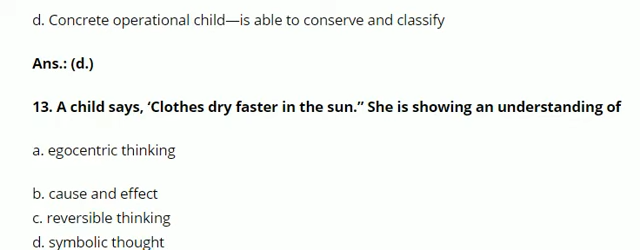 d. Concrete operational child—is able to conserve and classify
Ans.: (d.)
13. A child says, ‘Clothes dry faster in the sun.” She is showing an understanding of
a. egocentric thinking
b. cause and effect
c. reversible thinking
d. symbolic thought